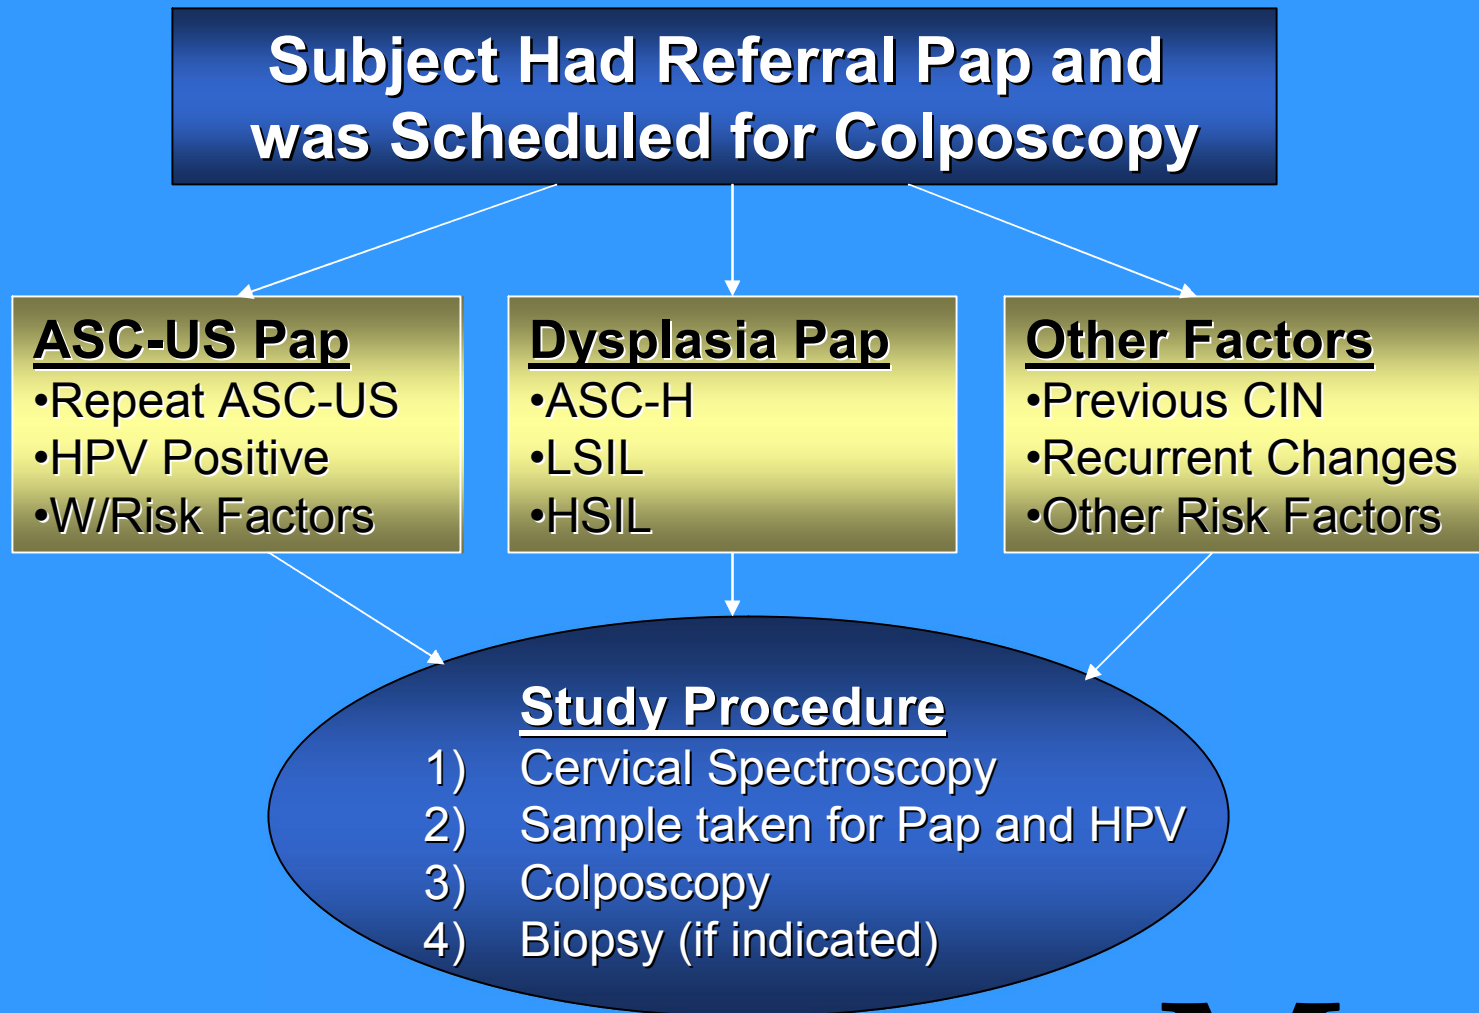 Subject Had Referral Pap and
was Scheduled for Colposcopy
ASC-US Pap
•Repeat ASC-US
•HPV Positive
•W/Risk Factors
Dysplasia Pap
•ASC-H
•LSIL
•HSIL
Other Factors
•Previous CIN
•Recurrent Changes
•Other Risk Factors
Study Procedure
1) Cervical Spectroscopy
2) Sample taken for Pap and HPV
3) Colposcopy
4) Biopsy (if indicated)